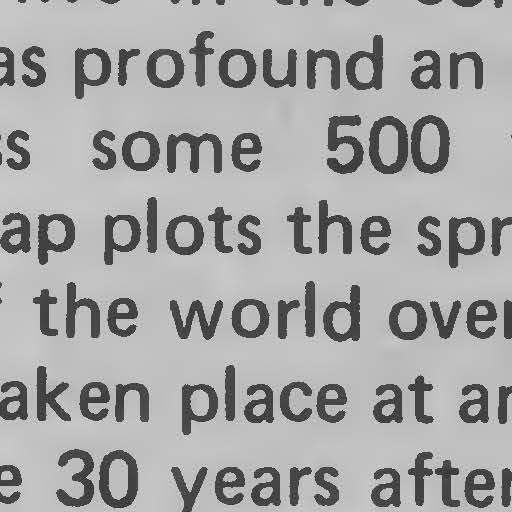 as profound an
ss some 500
ap plots the spr
the world over
aken place at an
e 30 years after